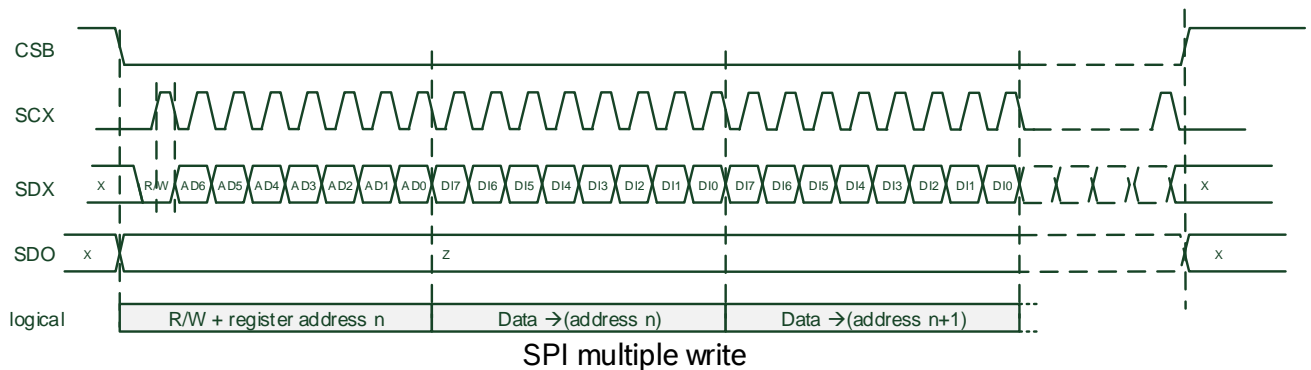 CSB
SCX
SDX X R/W AD6 AD5 AD4 AD3 AD2 AD1 AD0 DI7 DI6 DI5 DI4 DI3 DI2 DI1 DI0 DI7 DI6 DI5 DI4 DI3 DI2 DI1 DI0 X
SDO X Z X
logical R/W + register address n Data →(address n) Data →(address n+1)
SPI multiple write